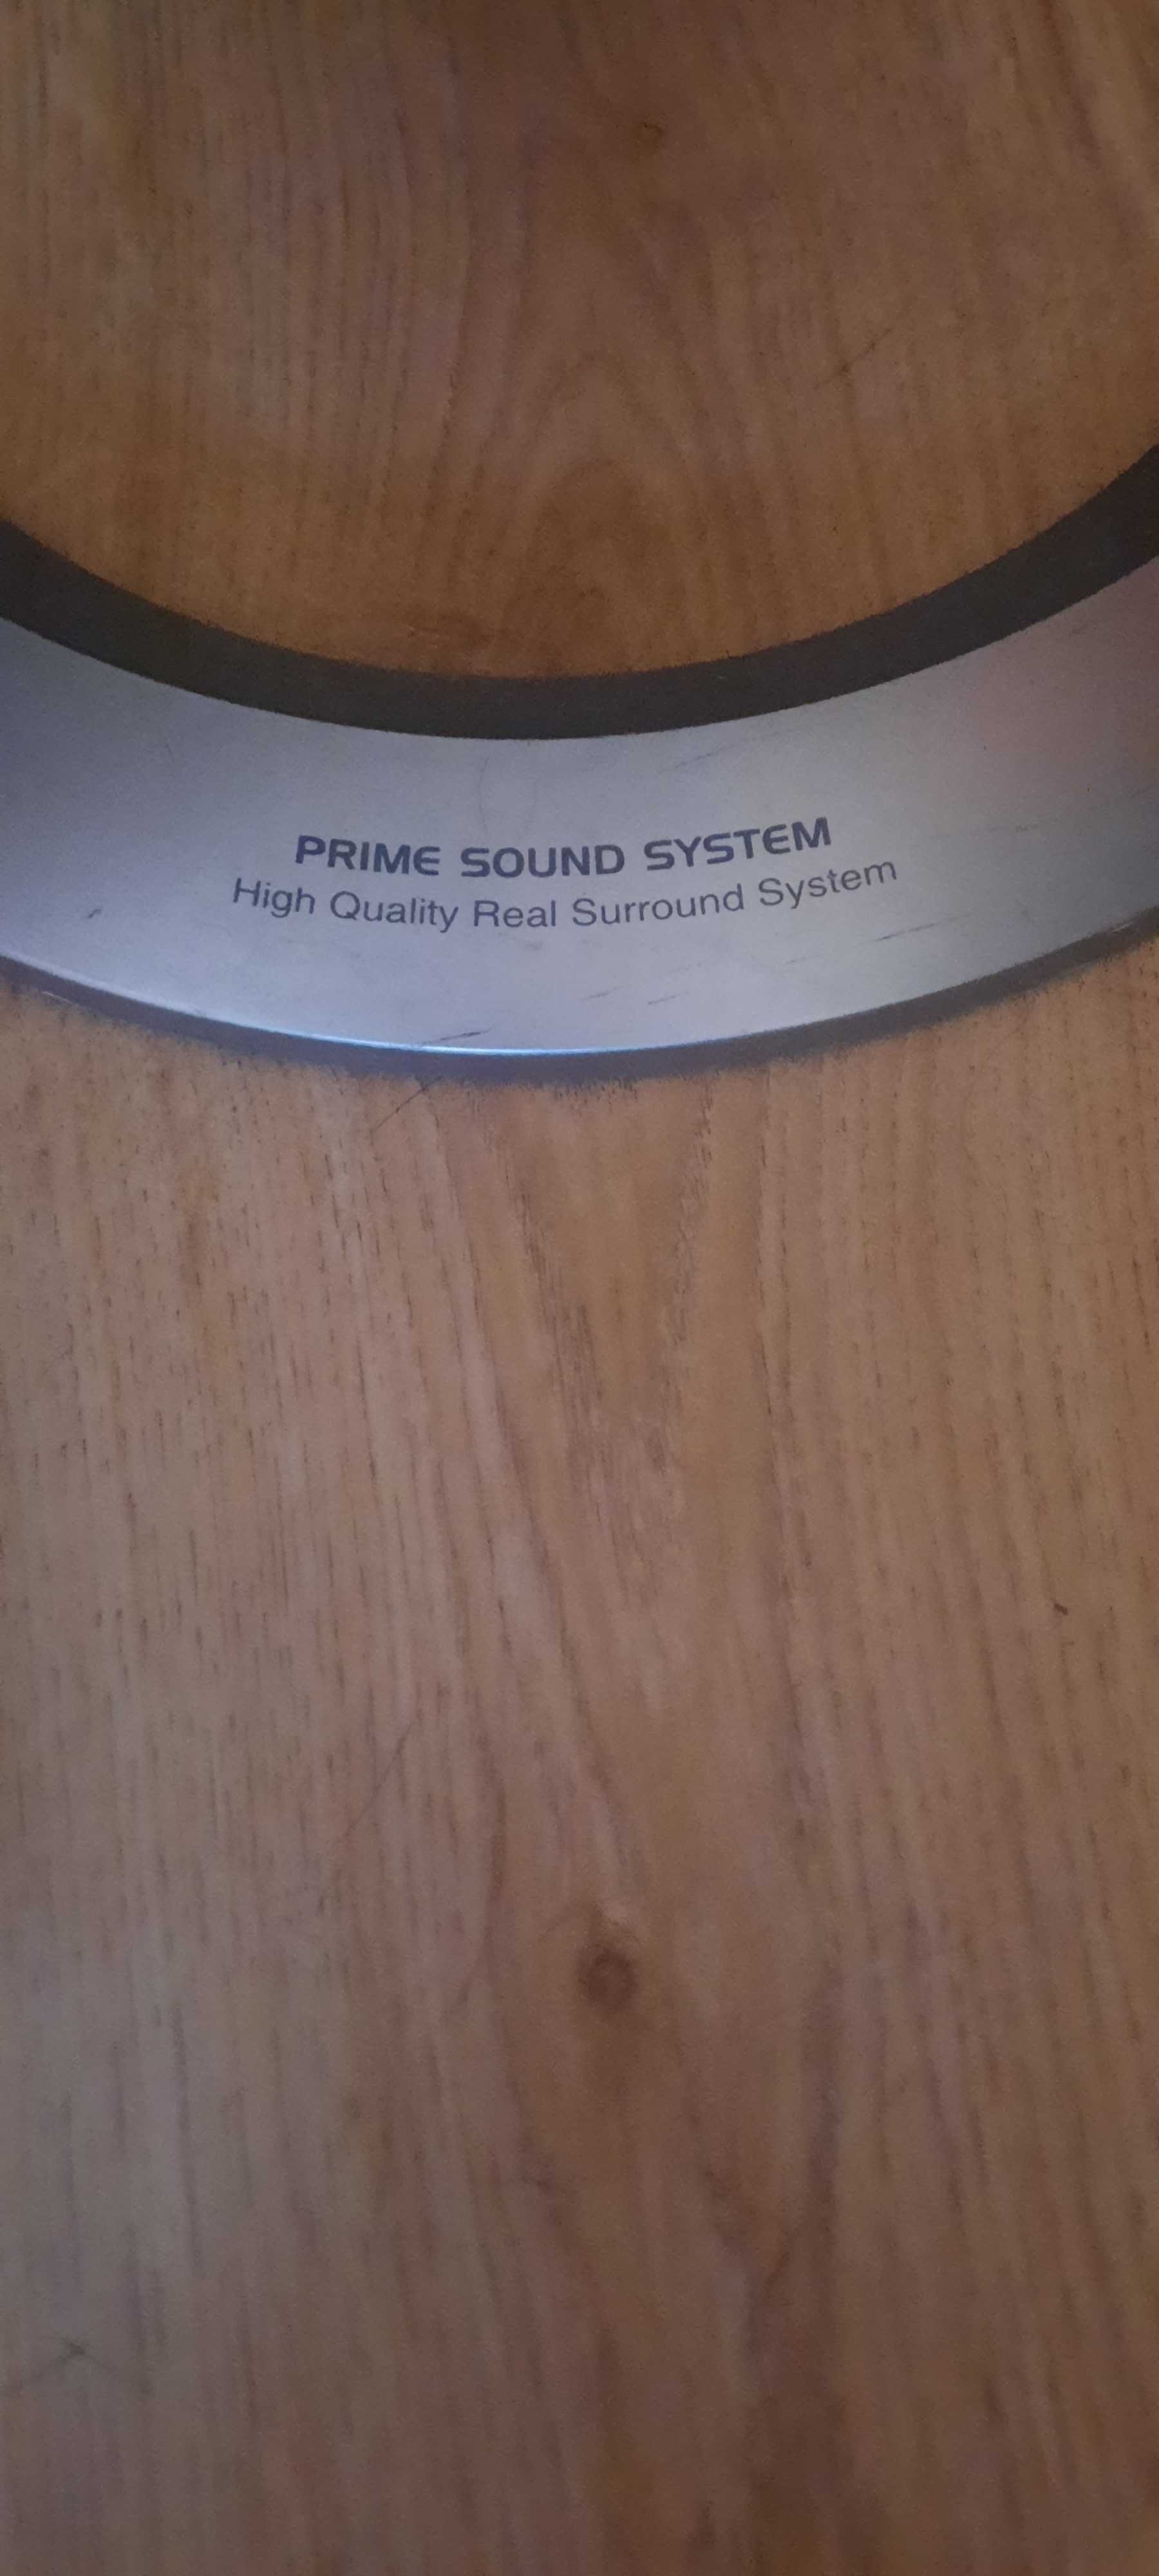 PRIME SOUND SYSTEM
High Quality Real Surround System